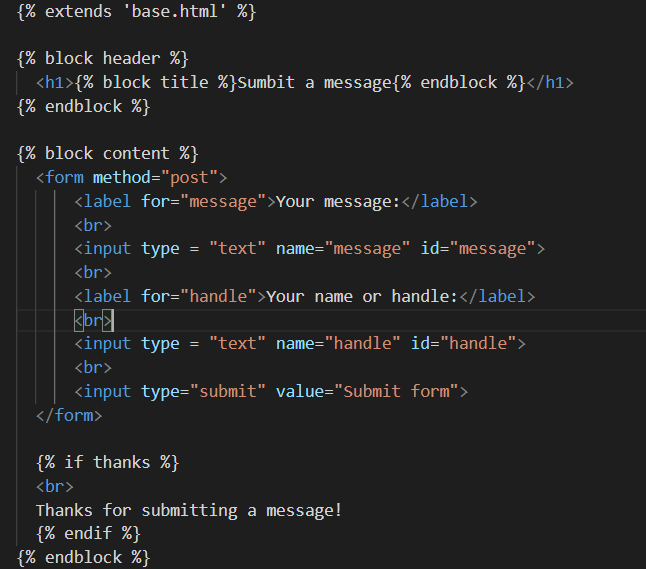 {% extends 'base.html' %}
{% block header %}
<h1>{% block title %}Sumbit a message{% endblock %}</h1>
{% endblock %}
{% block content %}
<form method="post">
<label for="message">Your message:</label>
<br>
<input type = "text" name="message" id="message">
<br>
<label for="handle">Your name or handle:</label>
<br>
<input type = "text" name="handle" id="handle">
<br>
<input type="submit" value="Submit form">
</form>
{% if thanks %}
<br>
Thanks for submitting a message!
{% endif %}
{% endblock %}